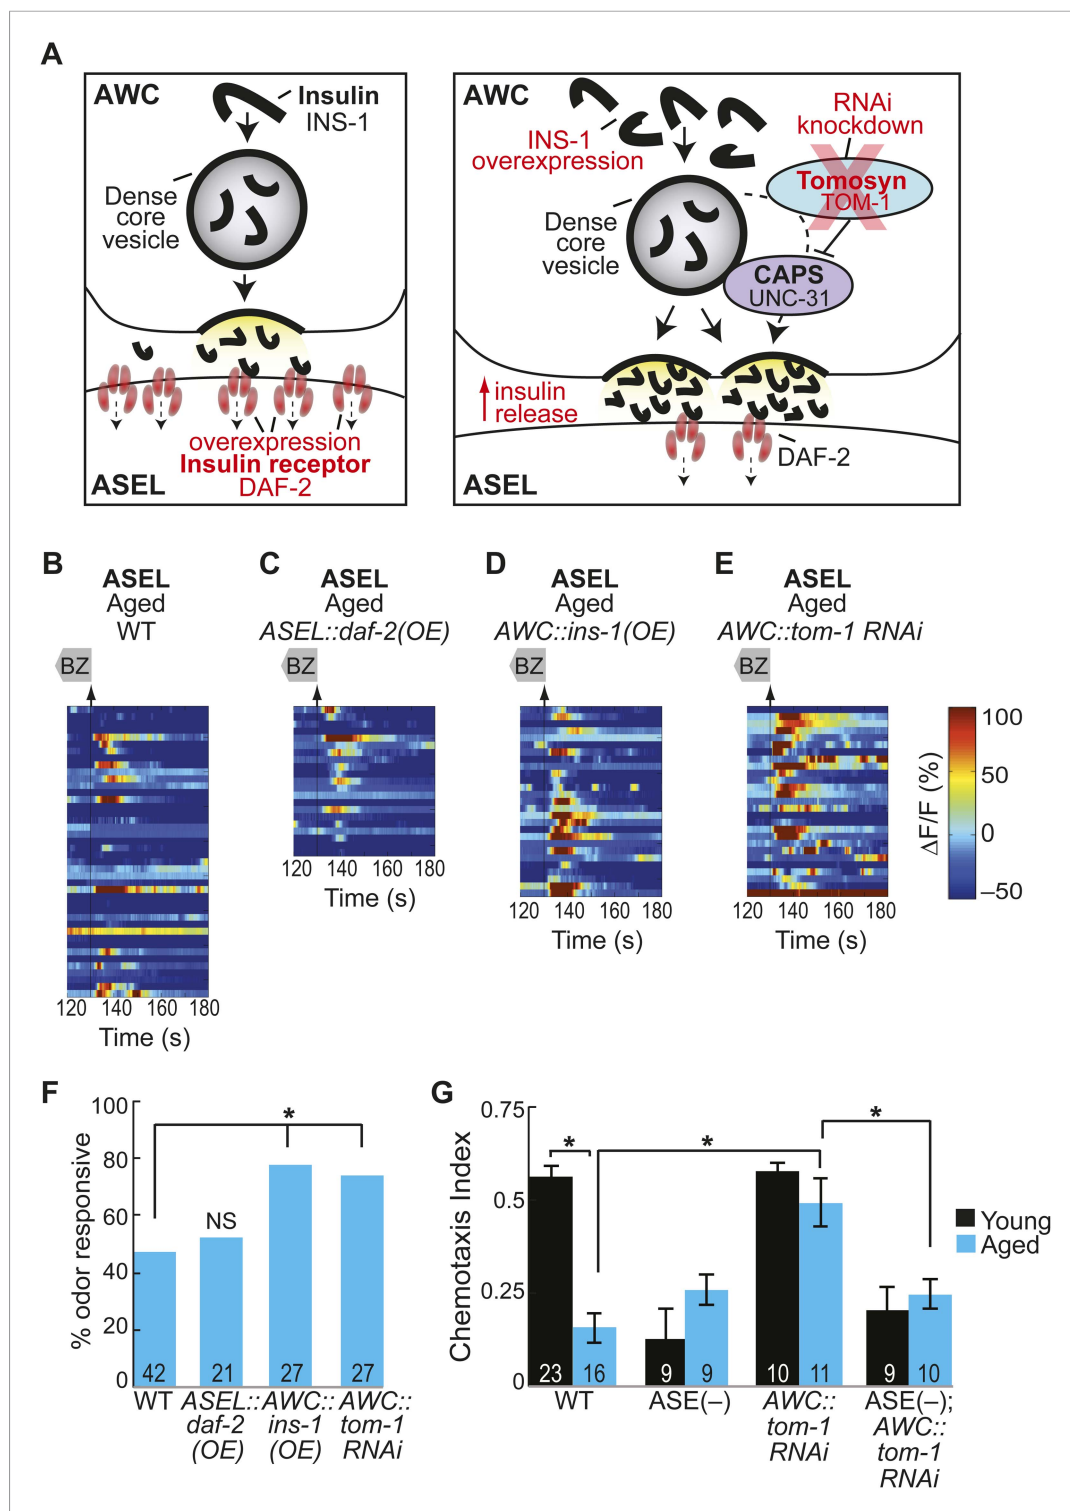 A
AWC
Insulin
INS-1
Dense
core
vesicle
overexpression
Insulin receptor
DAF-2
ASEL
AWC
INS-1
overexpression
RNAi
knockdown
Tomosyn
TOM-1
Dense
core
vesicle
CAPS
UNC-31
insulin
release
DAF-2
ASEL
B
ASEL
Aged
WT
BZ
120 140 160 180
Time (s)
C
ASEL
Aged
ASEL::daf-2(OE)
BZ
120 140 160 180
Time (s)
D
ASEL
Aged
AWC::ins-1(OE)
BZ
120 140 160 180
Time (s)
E
ASEL
Aged
AWC::tom-1 RNAi
BZ
120 140 160 180
Time (s)
100
50
0
–50
ΔF/F (%)
F
% odor responsive
100
80
60
40
20
0
*
NS
42 21 27 27
WT ASEL:: AWC:: AWC::
daf-2 ins-1 tom-1
(OE) (OE) RNAi
G
Chemotaxis Index
0.75
0.5
0.25
0
* * *
Young
Aged
23 16 9 9 10 11 9 10
WT ASE(–) AWC:: ASE(–);
tom-1 AWC::
RNAi tom-1
RNAi